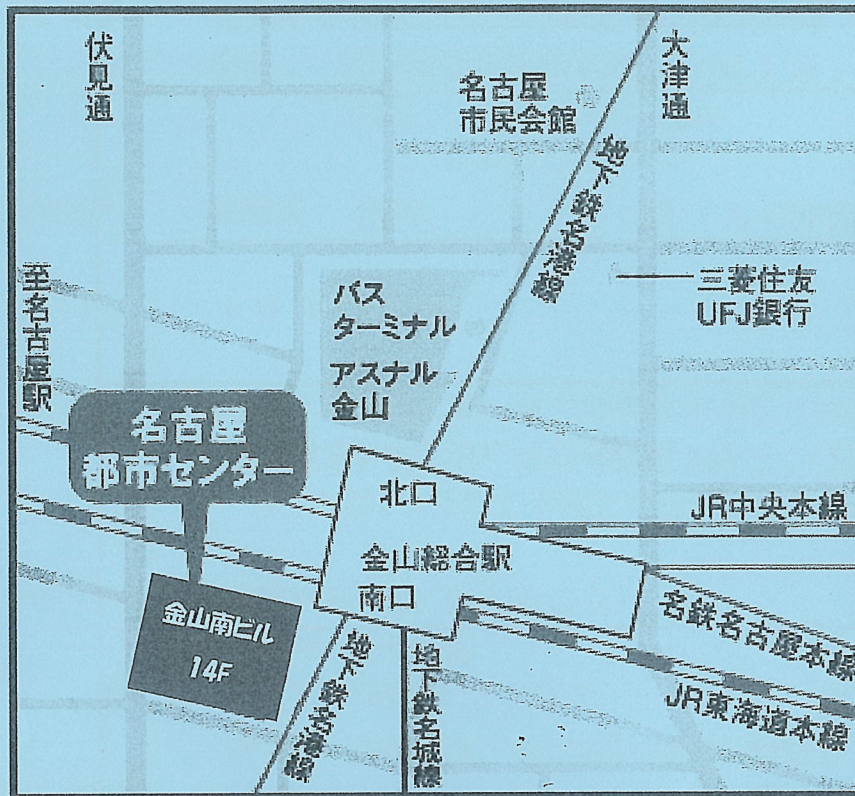 伏見通
大津通
名古屋
市民会館
地下鉄名港線
三菱住友
UFJ銀行
バス
ターミナル
アスナル
金山
至名古屋駅
名古屋
都市センター
北口
JR中央本線
金山総合駅
南口
名鉄名古屋本線
金山南ビル
14F
地下鉄名港線
地下鉄名城線
JR東海道本線